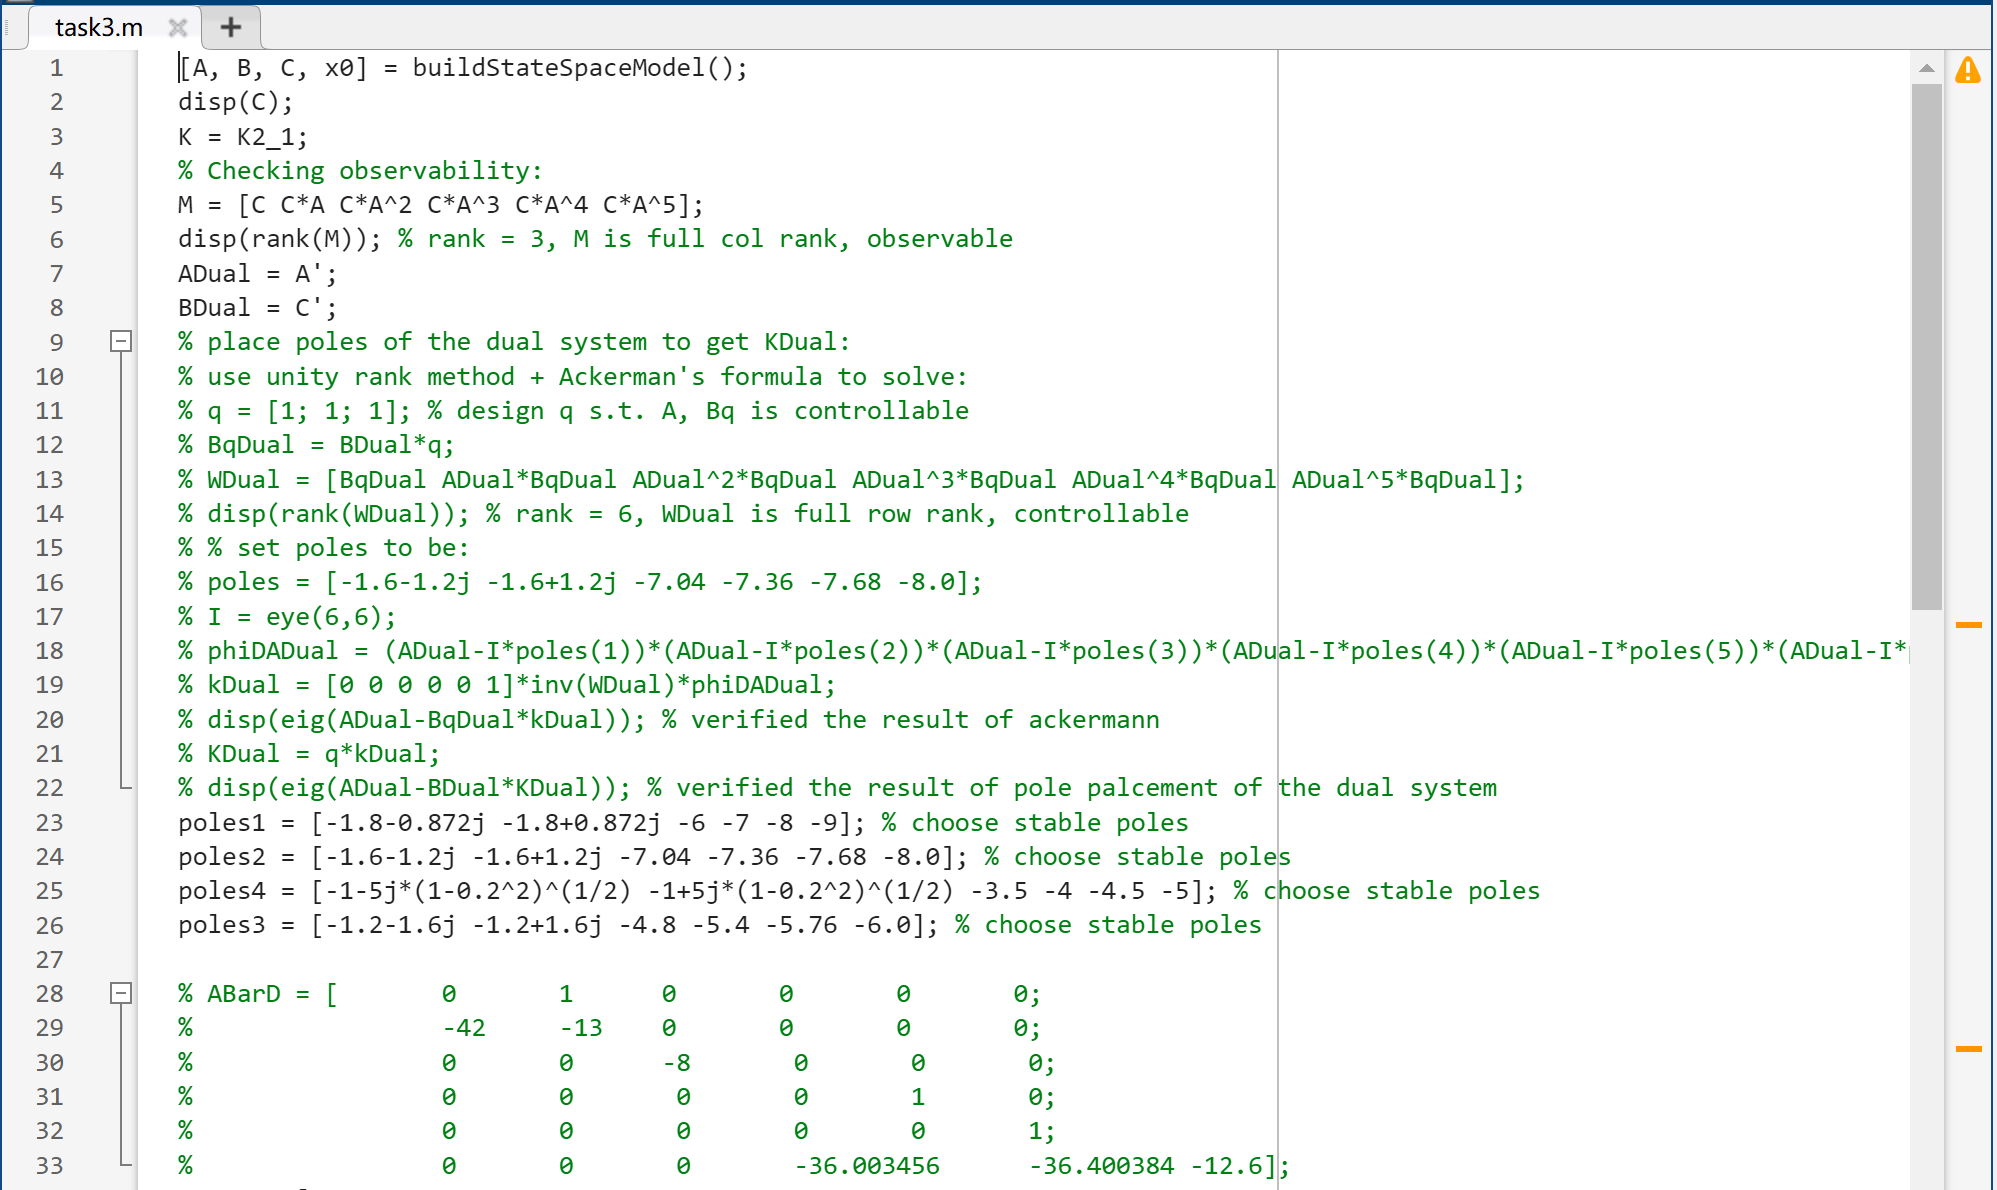 task3.m
1 [A, B, C, x0] = buildStateSpaceModel();
2 disp(C);
3 K = K2_1;
4 % Checking observability:
5 M = [C C*A C*A^2 C*A^3 C*A^4 C*A^5];
6 disp(rank(M)); % rank = 3, M is full col rank, observable
7 ADual = A';
8 BDual = C';
9 % place poles of the dual system to get KDual:
10 % use unity rank method + Ackerman's formula to solve:
11 % q = [1; 1; 1]; % design q s.t. A, Bq is controllable
12 % BqDual = BDual*q;
13 % WDual = [BqDual ADual*BqDual ADual^2*BqDual ADual^3*BqDual ADual^4*BqDual ADual^5*BqDual];
14 % disp(rank(WDual)); % rank = 6, WDual is full row rank, controllable
15 % % set poles to be:
16 % poles = [-1.6-1.2j -1.6+1.2j -7.04 -7.36 -7.68 -8.0];
17 % I = eye(6,6);
18 % phiDADual = (ADual-I*poles(1))*(ADual-I*poles(2))*(ADual-I*poles(3))*(ADual-I*poles(4))*(ADual-I*poles(5))*(ADual-I*
19 % kDual = [0 0 0 0 0 1]*inv(WDual)*phiDADual;
20 % disp(eig(ADual-BqDual*kDual)); % verified the result of ackermann
21 % KDual = q*kDual;
22 % disp(eig(ADual-BDual*KDual)); % verified the result of pole palcement of the dual system
23 poles1 = [-1.8-0.872j -1.8+0.872j -6 -7 -8 -9]; % choose stable poles
24 poles2 = [-1.6-1.2j -1.6+1.2j -7.04 -7.36 -7.68 -8.0]; % choose stable poles
25 poles4 = [-1-5j*(1-0.2^2)^(1/2) -1+5j*(1-0.2^2)^(1/2) -3.5 -4 -4.5 -5]; % choose stable poles
26 poles3 = [-1.2-1.6j -1.2+1.6j -4.8 -5.4 -5.76 -6.0]; % choose stable poles
27
28 % ABarD = [ 0 1 0 0 0 0;
29 % -42 -13 0 0 0 0;
30 % 0 0 -8 0 0 0;
31 % 0 0 0 0 1 0;
32 % 0 0 0 0 0 1;
33 % 0 0 0 -36.003456 -36.400384 -12.6];